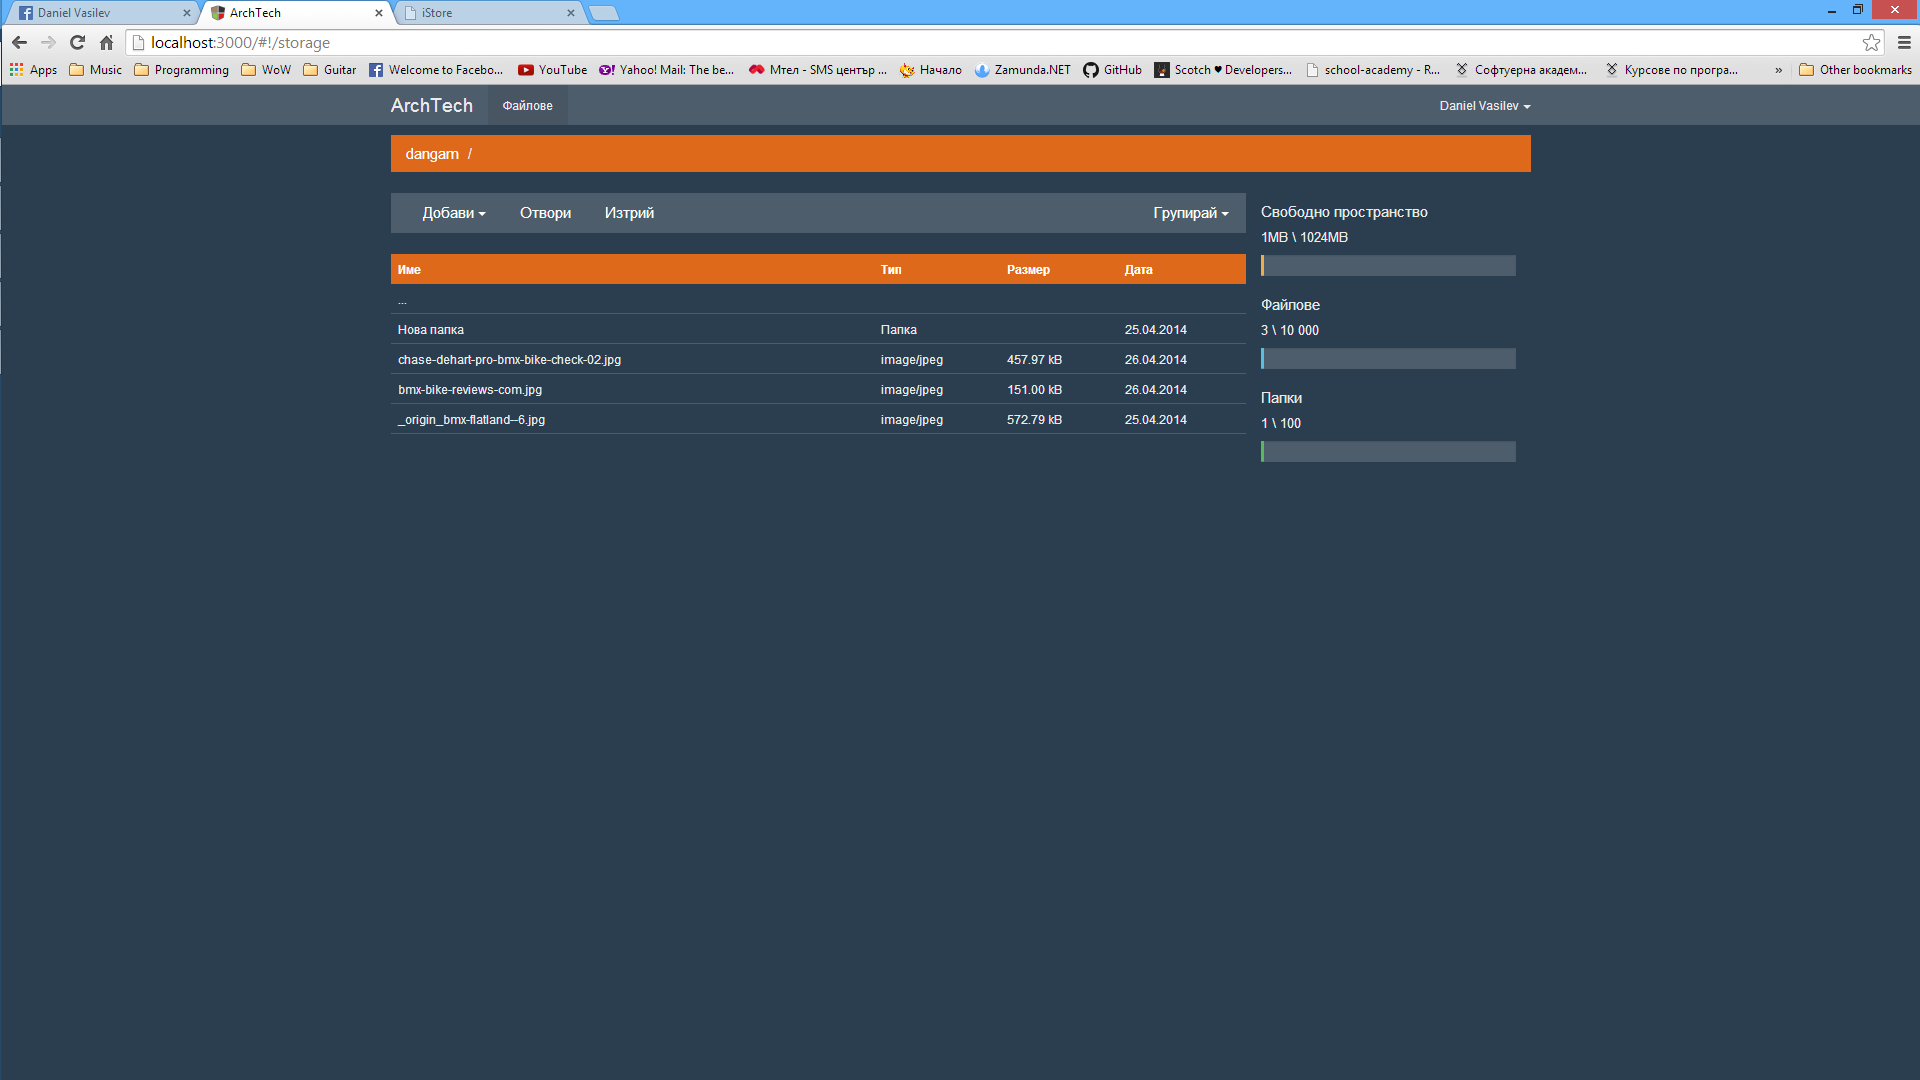 Daniel Vasilev
ArchTech
iStore
localhost:3000/#!/storage
Apps Music Programming WoW Guitar Welcome to Facebo... YouTube Yahoo! Mail: The be... Мтел - SMS център ... Начало Zamunda.NET GitHub Scotch ♥ Developers... school-academy - R... Софтуерна академ... Курсове по програ... » Other bookmarks
ArchTech Файлове Daniel Vasilev
dangam /
Добави Отвори Изтрий Групирай
Име Тип Размер Дата
...
Нова папка Папка 25.04.2014
chase-dehart-pro-bmx-bike-check-02.jpg image/jpeg 457.97 kB 26.04.2014
bmx-bike-reviews-com.jpg image/jpeg 151.00 kB 26.04.2014
_origin_bmx-flatland--6.jpg image/jpeg 572.79 kB 25.04.2014
Свободно пространство
1MB \ 1024MB
Файлове
3 \ 10 000
Папки
1 \ 100